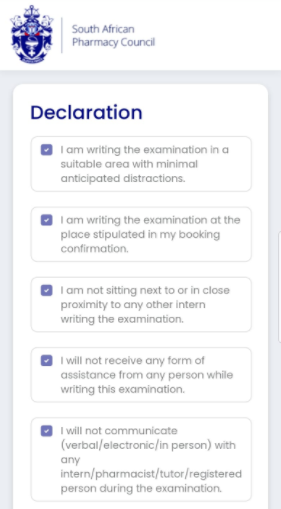 South African
Pharmacy Council
Declaration
I am writing the examination in a
suitable area with minimal
anticipated distractions.
I am writing the examination at the
place stipulated in my booking
confirmation.
I am not sitting next to or in close
proximity to any other intern
writing the examination.
I will not receive any form of
assistance from any person while
writing this examination.
I will not communicate
(verbal/electronic/in person) with
any
intern/pharmacist/tutor/registered
person during the examination.